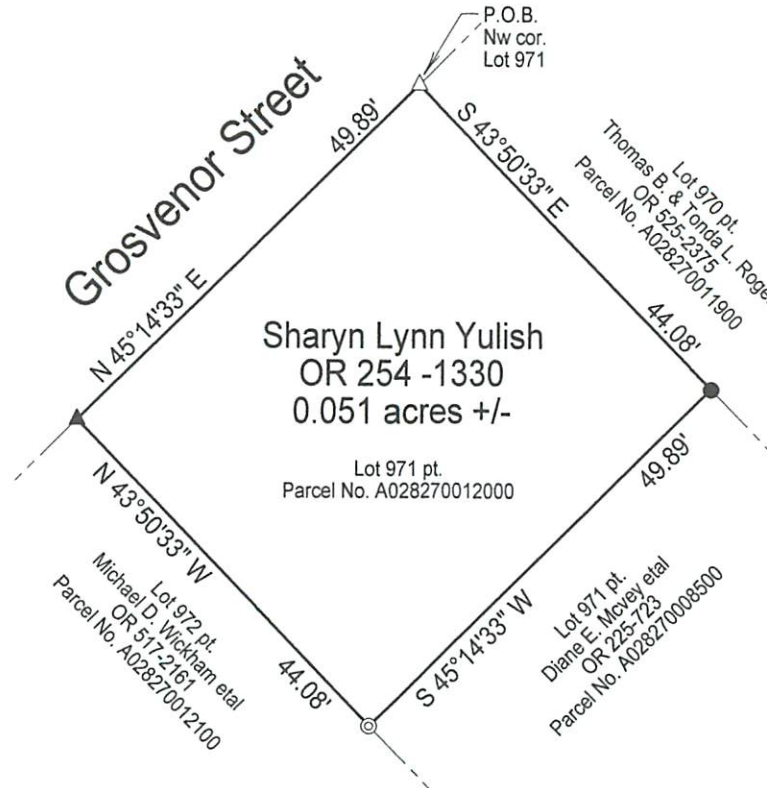 P.O.B.
Nw cor.
Lot 971
Grosvenor Street
49.89'
N 45°14'33" E
S 43°50'33" E
44.08'
Lot 970 pt.
Thomas B. & Tonda L. Roger
OR 525-2375
Parcel No. A028270011900
Sharyn Lynn Yulish
OR 254 -1330
0.051 acres +/-
Lot 971 pt.
Parcel No. A028270012000
N 43°50'33" W
44.08'
Lot 972 pt.
Michael D. Wickham etal
OR 517-2161
Parcel No. A028270012100
49.89'
S 45°14'33" W
Lot 971 pt.
Diane E. Mcvey etal
OR 225-723
Parcel No. A028270008500